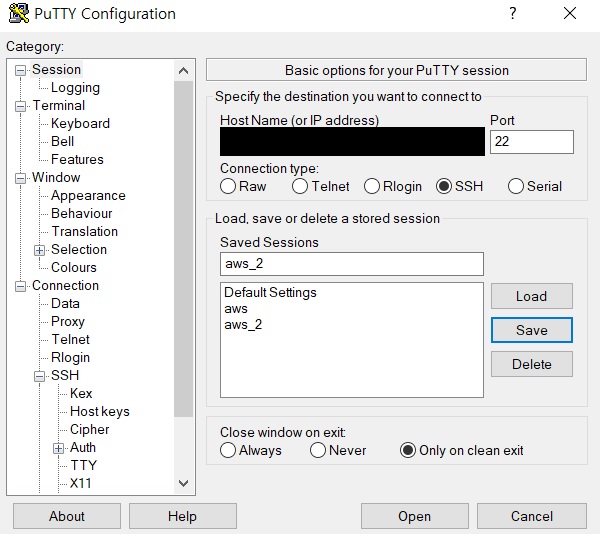 PuTTY Configuration
Category:
Session
Logging
Terminal
Keyboard
Bell
Features
Window
Appearance
Behaviour
Translation
Selection
Colours
Connection
Data
Proxy
Telnet
Rlogin
SSH
Kex
Host keys
Cipher
Auth
TTY
X11
Basic options for your PuTTY session
Specify the destination you want to connect to
Host Name (or IP address) Port
22
Connection type:
Raw Telnet Rlogin SSH Serial
Load, save or delete a stored session
Saved Sessions
aws_2
Default Settings
aws
aws_2
Load
Save
Delete
Close window on exit:
Always Never Only on clean exit
About Help Open Cancel